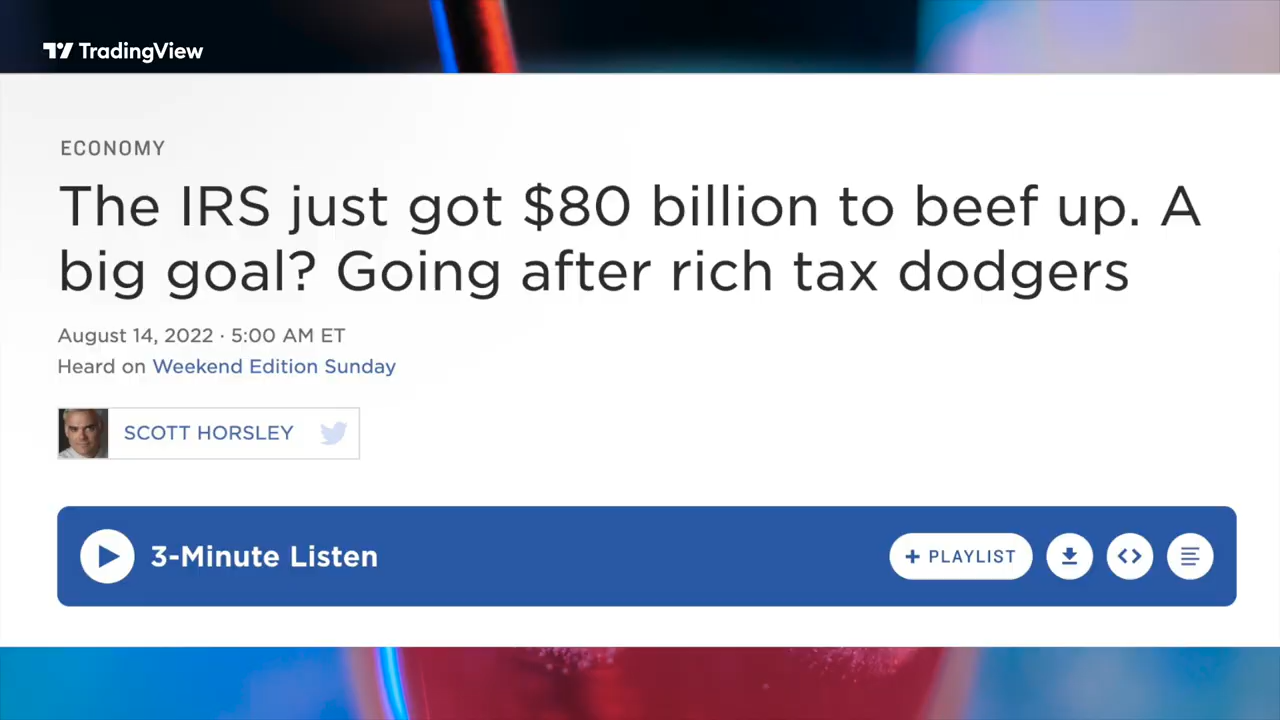 TradingView
ECONOMY
The IRS just got $80 billion to beef up. A
big goal? Going after rich tax dodgers
August 14, 2022 · 5:00 AM ET
Heard on Weekend Edition Sunday
SCOTT HORSLEY
3-Minute Listen
+ PLAYLIST